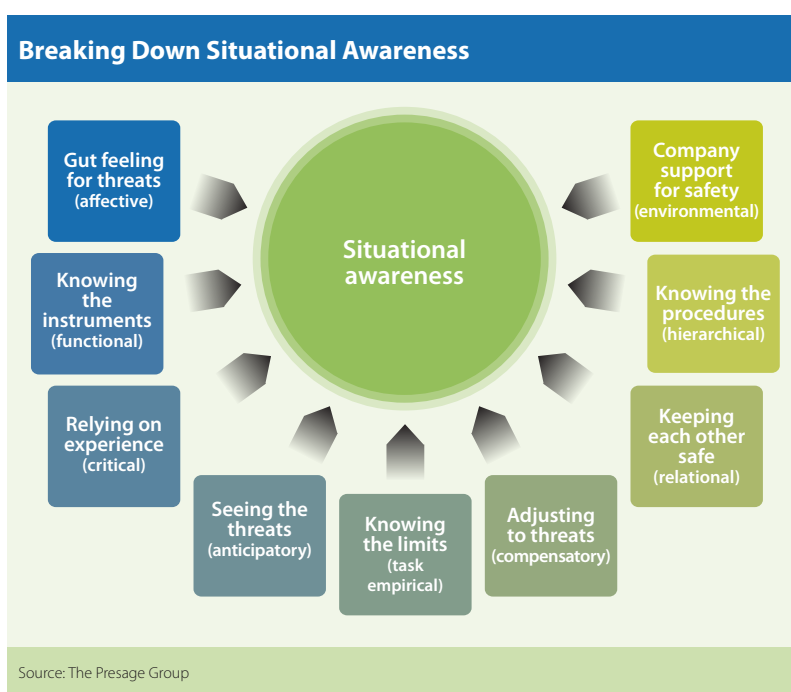 Breaking Down Situational Awareness
Gut feeling
for threats
(affective)
Knowing
the
instruments
(functional)
Relying on
experience
(critical)
Seeing the
threats
(anticipatory)
Knowing
the limits
(task
empirical)
Adjusting
to threats
(compensatory)
Keeping
each other
safe
(relational)
Knowing the
procedures
(hierarchical)
Company
support
for safety
(environmental)
Situational
awareness
Source: The Presage Group